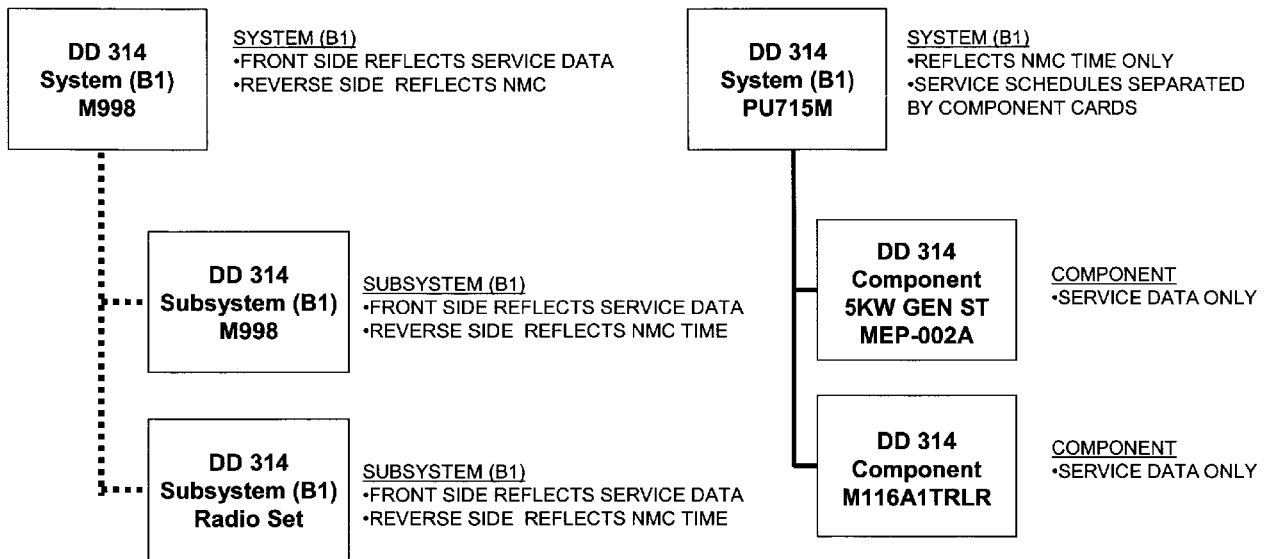 DD 314
System (B1)
M998
SYSTEM (B1)
•FRONT SIDE REFLECTS SERVICE DATA
•REVERSE SIDE REFLECTS NMC
DD 314
Subsystem (B1)
M998
SUBSYSTEM (B1)
•FRONT SIDE REFLECTS SERVICE DATA
•REVERSE SIDE REFLECTS NMC TIME
DD 314
Subsystem (B1)
Radio Set
SUBSYSTEM (B1)
•FRONT SIDE REFLECTS SERVICE DATA
•REVERSE SIDE REFLECTS NMC TIME
DD 314
System (B1)
PU715M
SYSTEM (B1)
•REFLECTS NMC TIME ONLY
•SERVICE SCHEDULES SEPARATED
BY COMPONENT CARDS
DD 314
Component
5KW GEN ST
MEP-002A
COMPONENT
•SERVICE DATA ONLY
DD 314
Component
M116A1TRLR
COMPONENT
•SERVICE DATA ONLY